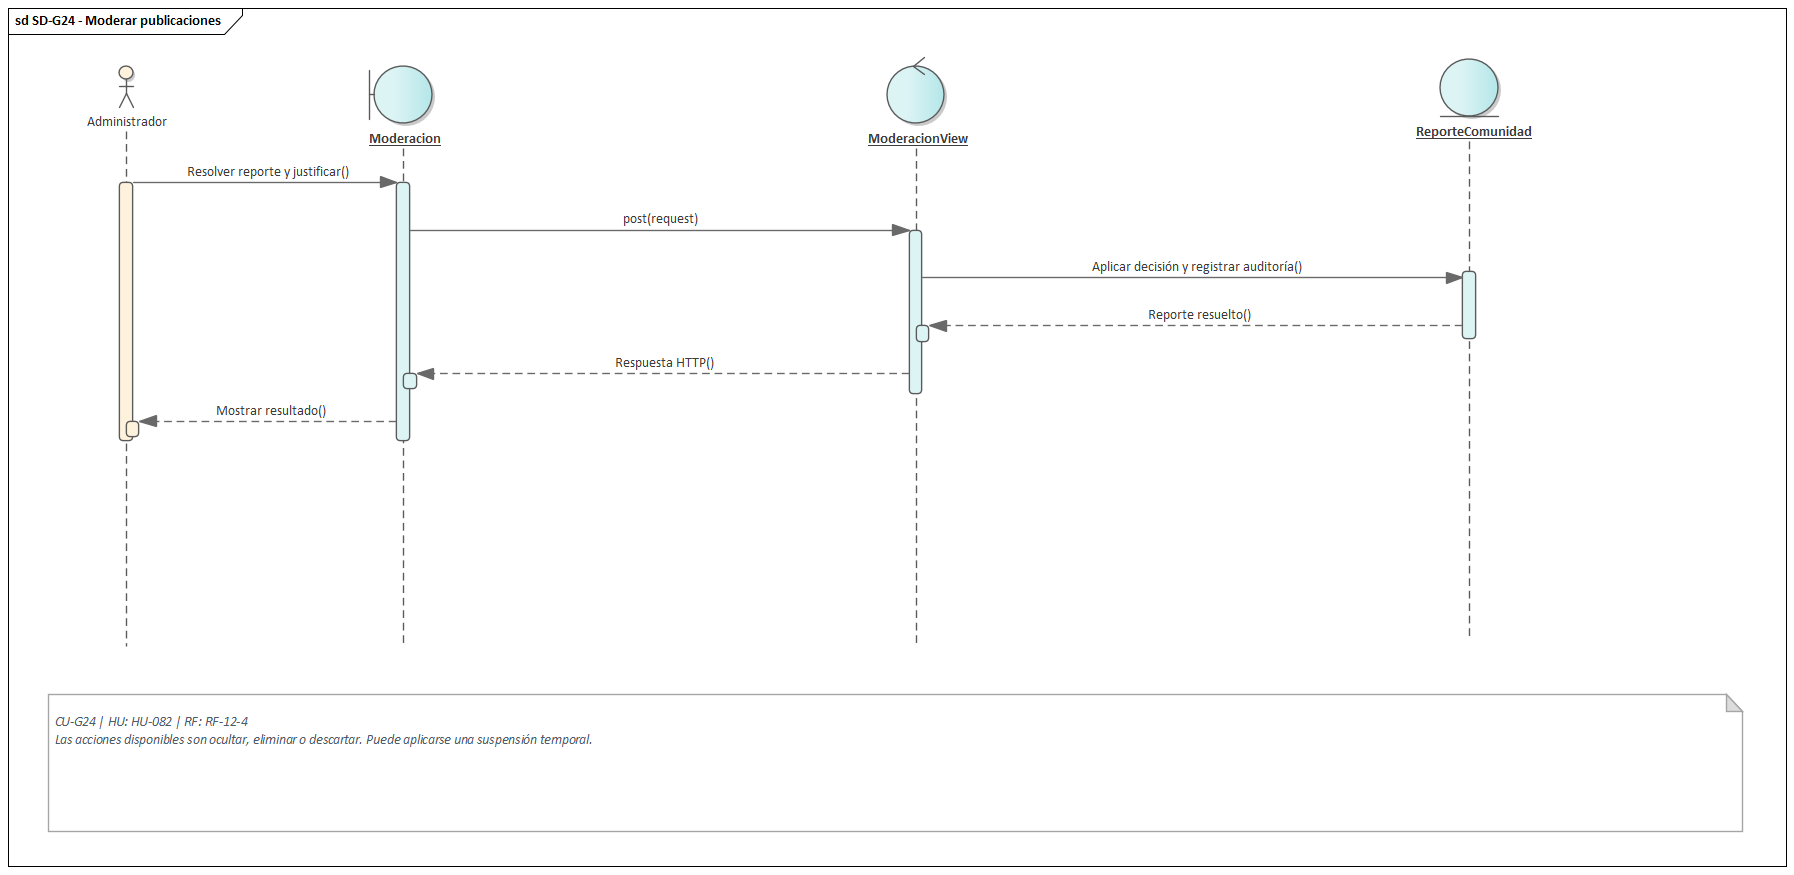 sd SD-G24 - Moderar publicaciones
Administrador
Moderacion
ModeracionView
ReporteComunidad
Resolver reporte y justificar()
post(request)
Aplicar decisión y registrar auditoría()
Reporte resuelto()
Respuesta HTTP()
Mostrar resultado()
CU-G24 | HU: HU-082 | RF: RF-12-4
Las acciones disponibles son ocultar, eliminar o descartar. Puede aplicarse una suspensión temporal.